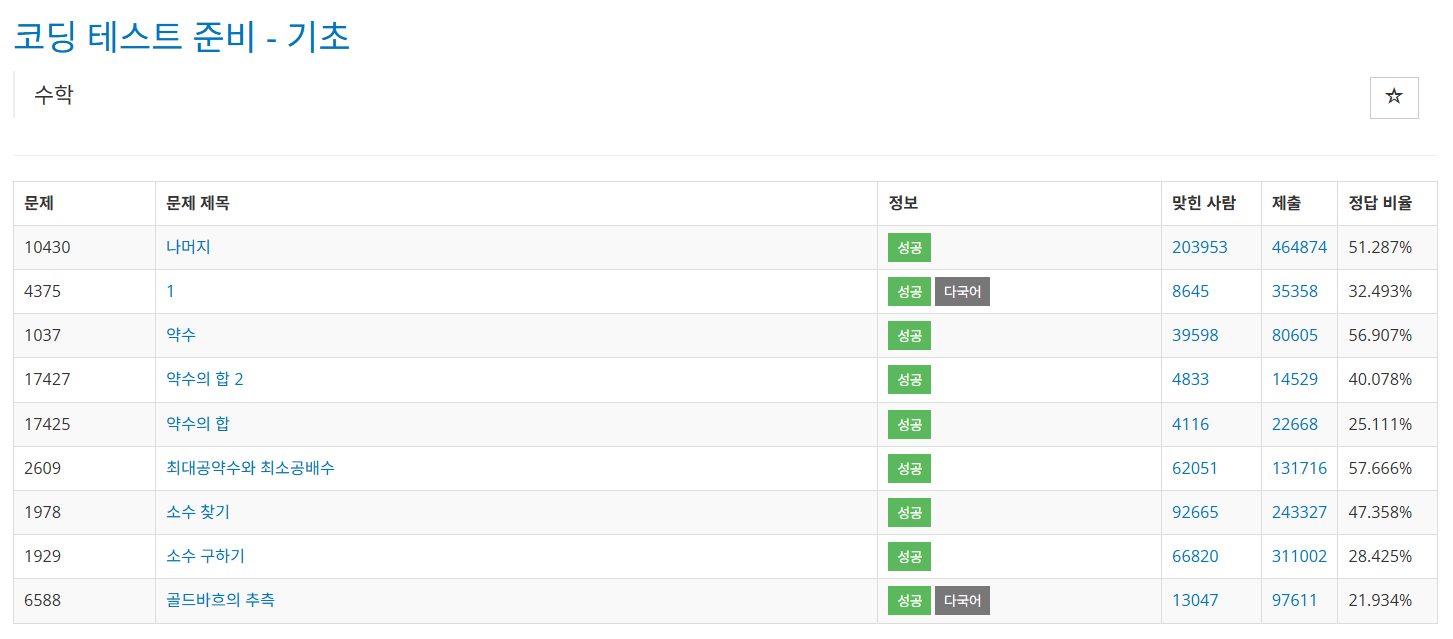 코딩 테스트 준비 - 기초
수학
문제 문제 제목 정보 맞힌 사람 제출 정답 비율
10430 나머지 성공 203953 464874 51.287%
4375 1 성공 다국어 8645 35358 32.493%
1037 약수 성공 39598 80605 56.907%
17427 약수의 합 2 성공 4833 14529 40.078%
17425 약수의 합 성공 4116 22668 25.111%
2609 최대공약수와 최소공배수 성공 62051 131716 57.666%
1978 소수 찾기 성공 92665 243327 47.358%
1929 소수 구하기 성공 66820 311002 28.425%
6588 골드바흐의 추측 성공 다국어 13047 97611 21.934%